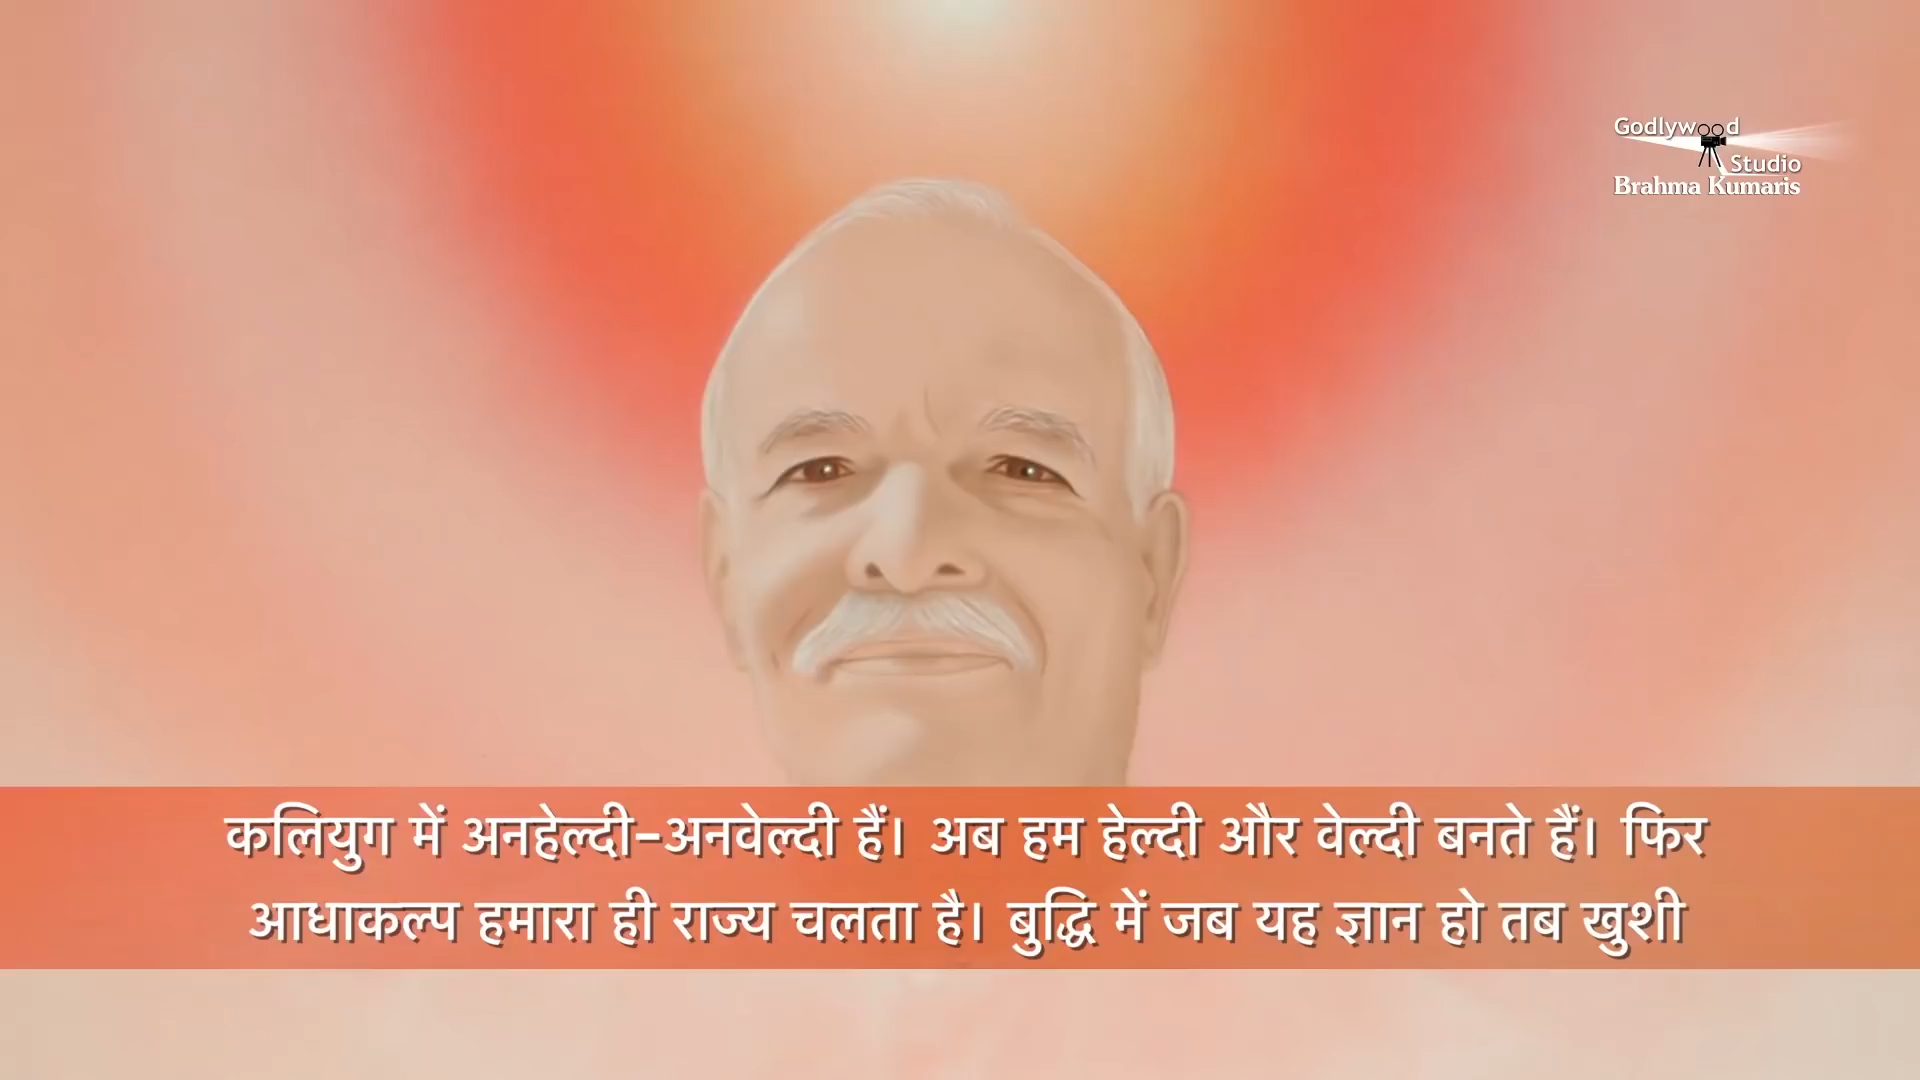 Godlywood
Studio
Brahma Kumaris
कलियुग में अनहेल्दी-अनवेल्दी हैं। अब हम हेल्दी और वेल्दी बनते हैं। फिर
आधाकल्प हमारा ही राज्य चलता है। बुद्धि में जब यह ज्ञान हो तब खुशी